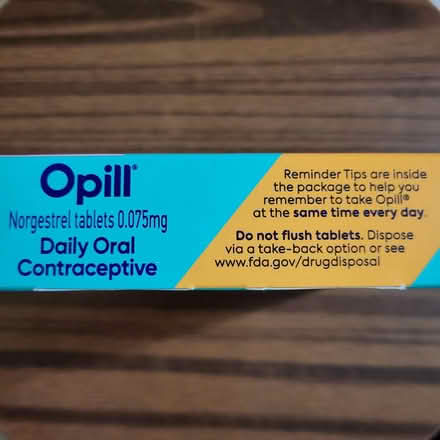 Opill®
Norgestrel tablets 0.075mg
Daily Oral
Contraceptive
Reminder Tips are inside
the package to help you
remember to take Opill®
at the same time every day.
Do not flush tablets. Dispose
via a take-back option or see
www.fda.gov/drugdisposal